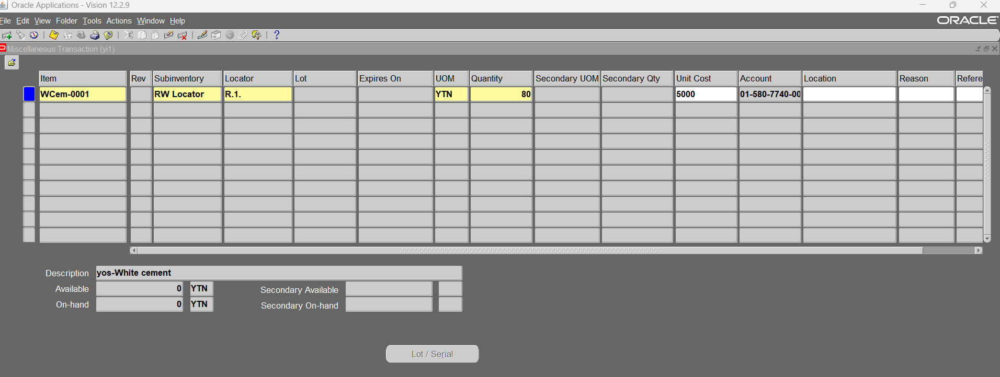 Oracle Applications - Vision 12.2.9
File Edit View Folder Tools Actions Window Help
ORACLE
Miscellaneous Transaction (yi1)
Item Rev Subinventory Locator Lot Expires On UOM Quantity Secondary UOM Secondary Qty Unit Cost Account Location Reason Refere
WCem-0001 RW Locator R.1. YTN 80 5000 01-580-7740-00
Description yos-White cement
Available 0 YTN Secondary Available
On-hand 0 YTN Secondary On-hand
Lot / Serial